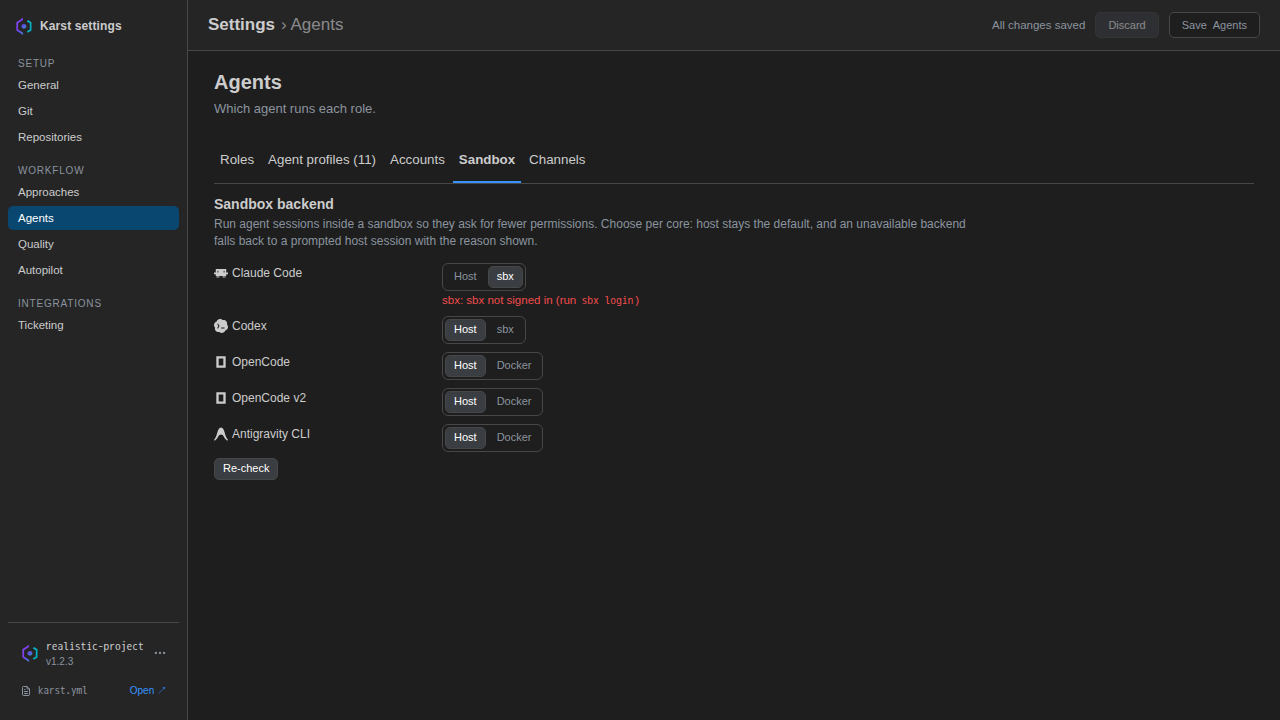 Karst settings
Settings › Agents
All changes saved
Discard
Save Agents
SETUP
General
Git
Repositories
WORKFLOW
Approaches
Agents
Quality
Autopilot
INTEGRATIONS
Ticketing
realistic-project
v1.2.3
karst.yml
Open ↗
Agents
Which agent runs each role.
Roles
Agent profiles (11)
Accounts
Sandbox
Channels
Sandbox backend
Run agent sessions inside a sandbox so they ask for fewer permissions. Choose per core: host stays the default, and an unavailable backend
falls back to a prompted host session with the reason shown.
Claude Code
Host
sbx
sbx: sbx not signed in (run sbx login)
Codex
Host
sbx
OpenCode
Host
Docker
OpenCode v2
Host
Docker
Antigravity CLI
Host
Docker
Re-check